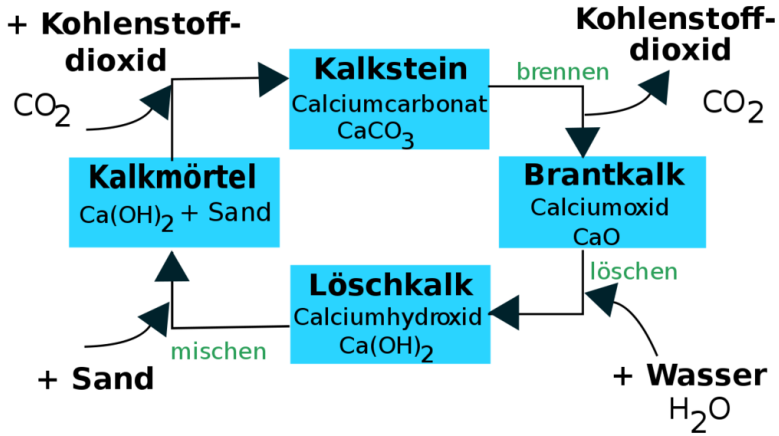 + Kohlenstoff-
dioxid
CO2
Kalkstein
Calciumcarbonat
CaCO3
brennen
Kohlenstoff-
dioxid
CO2
Kalkmörtel
Ca(OH)2 + Sand
Brantkalk
Calciumoxid
CaO
löschen
Löschkalk
Calciumhydroxid
Ca(OH)2
mischen
+ Sand
+ Wasser
H2O